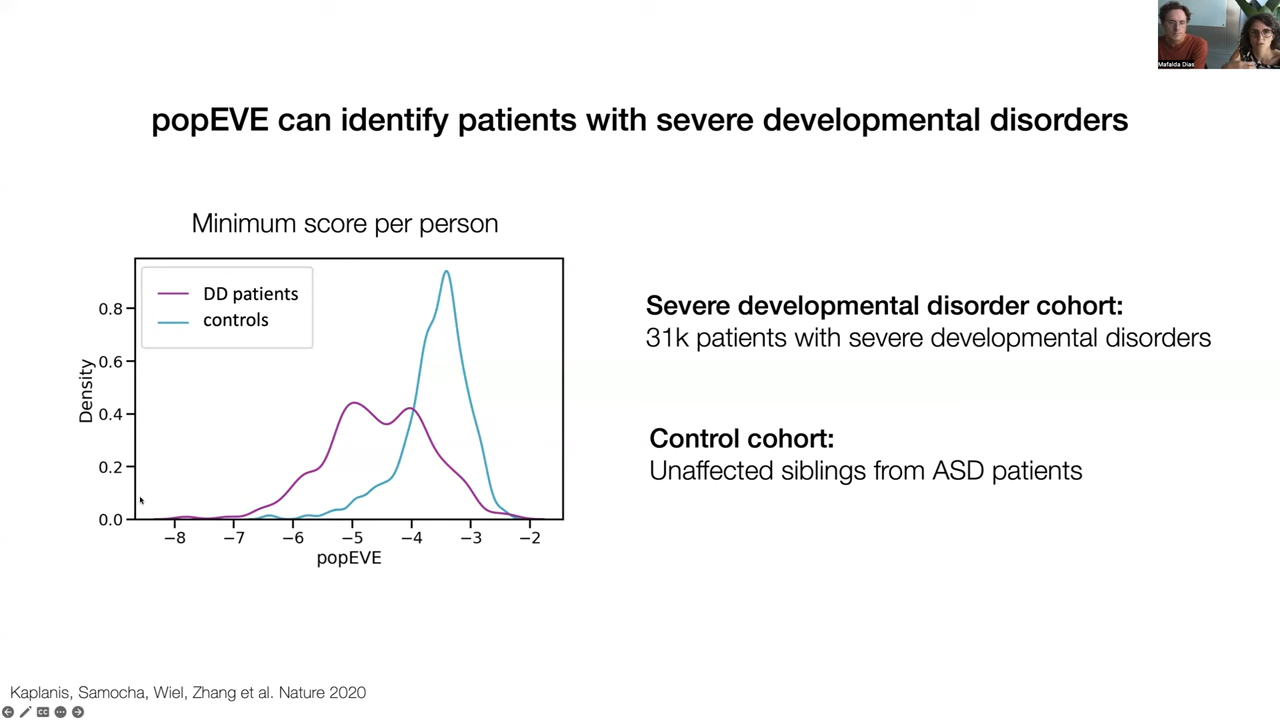 Mafalda Dias
popEVE can identify patients with severe developmental disorders
Minimum score per person
DD patients
controls
0.8
0.6
0.4
0.2
0.0
Density
−8 −7 −6 −5 −4 −3 −2
popEVE
Severe developmental disorder cohort:
31k patients with severe developmental disorders
Control cohort:
Unaffected siblings from ASD patients
Kaplanis, Samocha, Wiel, Zhang et al. Nature 2020
CC